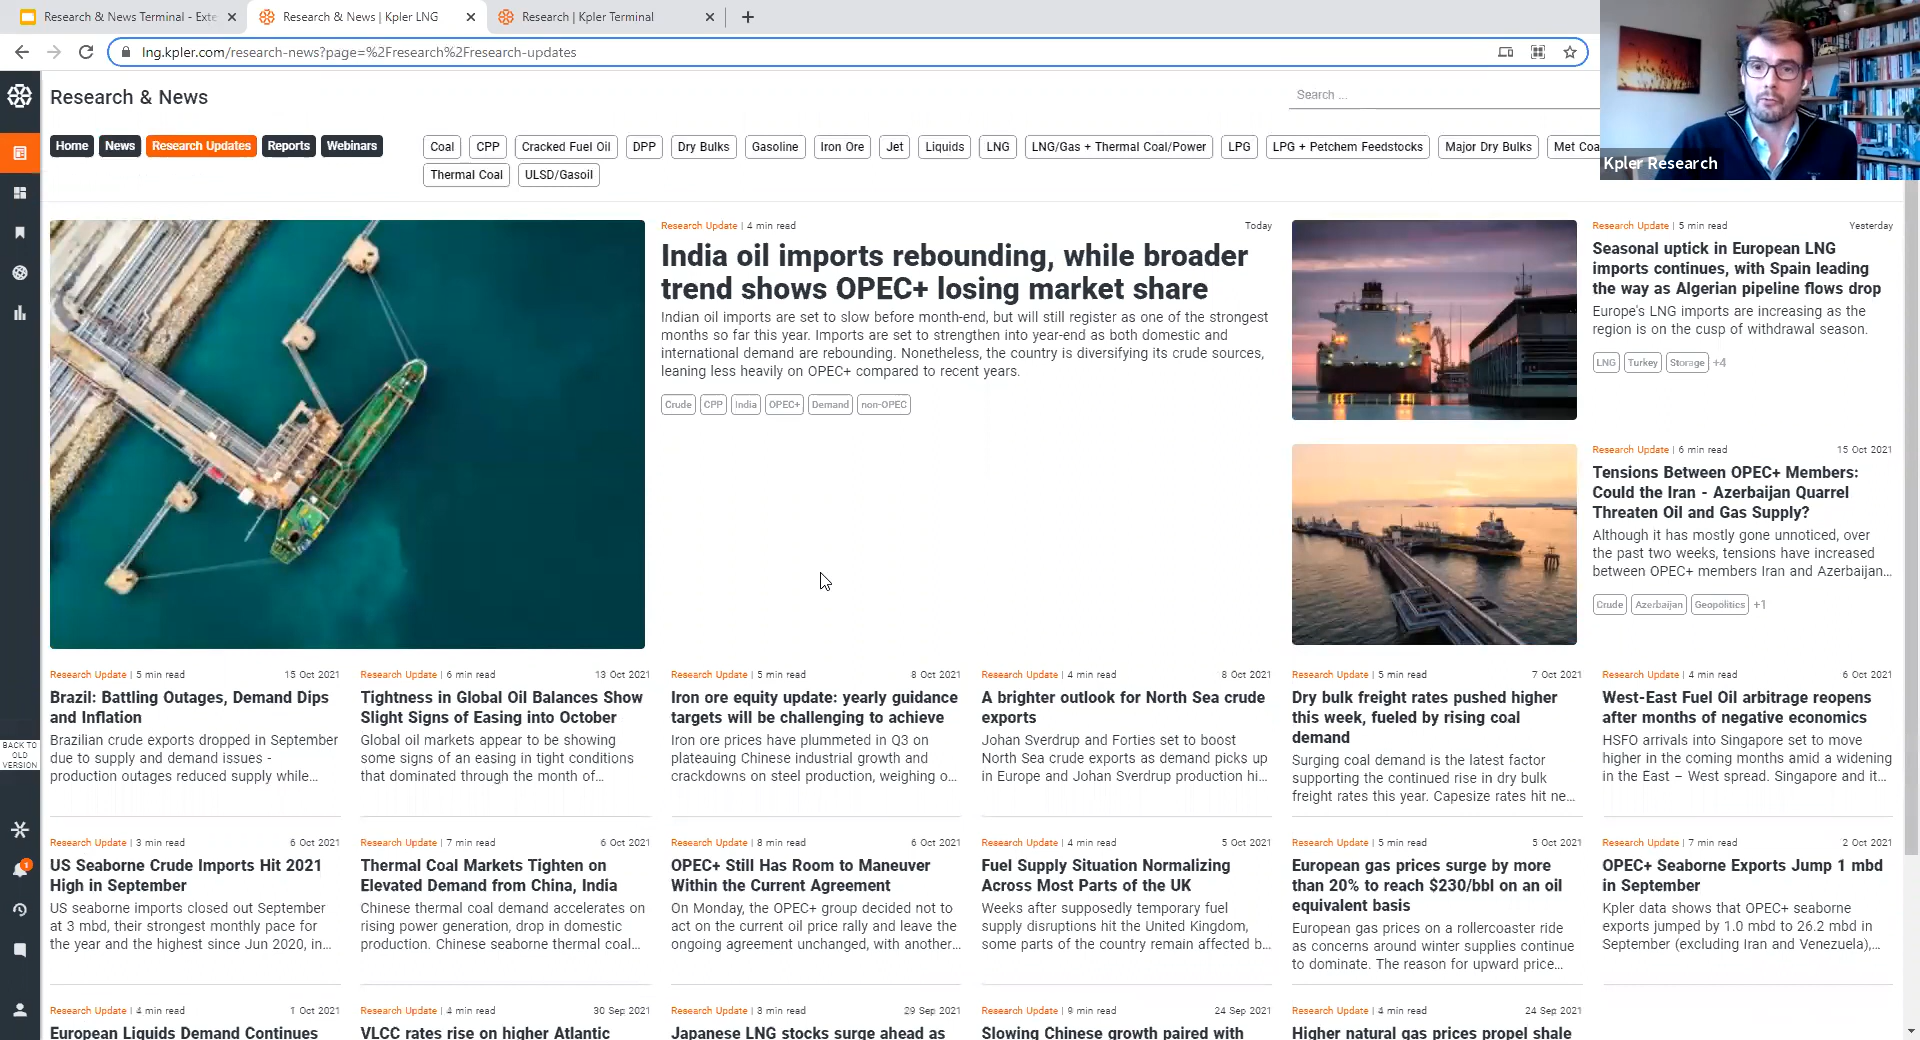 Research & News Terminal - Exte
Research & News | Kpler LNG
Research | Kpler Terminal
lng.kpler.com/research-news?page=%2Fresearch%2Fresearch-updates
Research & News
Search ...
Home
News
Research Updates
Reports
Webinars
Coal
CPP
Cracked Fuel Oil
DPP
Dry Bulks
Gasoline
Iron Ore
Jet
Liquids
LNG
LNG/Gas + Thermal Coal/Power
LPG
LPG + Petchem Feedstocks
Major Dry Bulks
Met Coa
Thermal Coal
ULSD/Gasoil
Kpler Research
Research Update | 4 min read
Today
India oil imports rebounding, while broader
trend shows OPEC+ losing market share
Indian oil imports are set to slow before month-end, but will still register as one of the strongest
months so far this year. Imports are set to strengthen into year-end as both domestic and
international demand are rebounding. Nonetheless, the country is diversifying its crude sources,
leaning less heavily on OPEC+ compared to recent years.
Crude
CPP
India
OPEC+
Demand
non-OPEC
Research Update | 5 min read
Yesterday
Seasonal uptick in European LNG
imports continues, with Spain leading
the way as Algerian pipeline flows drop
Europe's LNG imports are increasing as the
region is on the cusp of withdrawal season.
LNG
Turkey
Storage
+4
Research Update | 6 min read
15 Oct 2021
Tensions Between OPEC+ Members:
Could the Iran - Azerbaijan Quarrel
Threaten Oil and Gas Supply?
Although it has mostly gone unnoticed, over
the past two weeks, tensions have increased
between OPEC+ members Iran and Azerbaijan...
Crude
Azerbaijan
Geopolitics
+1
Research Update | 5 min read
15 Oct 2021
Brazil: Battling Outages, Demand Dips
and Inflation
Brazilian crude exports dropped in September
due to supply and demand issues -
production outages reduced supply while...
Research Update | 6 min read
13 Oct 2021
Tightness in Global Oil Balances Show
Slight Signs of Easing into October
Global oil markets appear to be showing
some signs of an easing in tight conditions
that dominated through the month of...
Research Update | 5 min read
8 Oct 2021
Iron ore equity update: yearly guidance
targets will be challenging to achieve
Iron ore prices have plummeted in Q3 on
plateauing Chinese industrial growth and
crackdowns on steel production, weighing o...
Research Update | 4 min read
8 Oct 2021
A brighter outlook for North Sea crude
exports
Johan Sverdrup and Forties set to boost
North Sea crude exports as demand picks up
in Europe and Johan Sverdrup production hi...
Research Update | 5 min read
7 Oct 2021
Dry bulk freight rates pushed higher
this week, fueled by rising coal
demand
Surging coal demand is the latest factor
supporting the continued rise in dry bulk
freight rates this year. Capesize rates hit ne...
Research Update | 4 min read
6 Oct 2021
West-East Fuel Oil arbitrage reopens
after months of negative economics
HSFO arrivals into Singapore set to move
higher in the coming months amid a widening
in the East – West spread. Singapore and it...
BACK TO
OLD
VERSION
Research Update | 3 min read
6 Oct 2021
US Seaborne Crude Imports Hit 2021
High in September
US seaborne imports closed out September
at 3 mbd, their strongest monthly pace for
the year and the highest since Jun 2020, in...
Research Update | 7 min read
6 Oct 2021
Thermal Coal Markets Tighten on
Elevated Demand from China, India
Chinese thermal coal demand accelerates on
rising power generation, drop in domestic
production. Chinese seaborne thermal coal...
Research Update | 8 min read
6 Oct 2021
OPEC+ Still Has Room to Maneuver
Within the Current Agreement
On Monday, the OPEC+ group decided not to
act on the current oil price rally and leave the
ongoing agreement unchanged, with another...
Research Update | 4 min read
5 Oct 2021
Fuel Supply Situation Normalizing
Across Most Parts of the UK
Weeks after supposedly temporary fuel
supply disruptions hit the United Kingdom,
some parts of the country remain affected b...
Research Update | 5 min read
5 Oct 2021
European gas prices surge by more
than 20% to reach $230/bbl on an oil
equivalent basis
European gas prices on a rollercoaster ride
as concerns around winter supplies continue
to dominate. The reason for upward price...
Research Update | 7 min read
2 Oct 2021
OPEC+ Seaborne Exports Jump 1 mbd
in September
Kpler data shows that OPEC+ seaborne
exports jumped by 1.0 mbd to 26.2 mbd in
September (excluding Iran and Venezuela),...
1
Research Update | 4 min read
1 Oct 2021
European Liquids Demand Continues
Research Update | 4 min read
30 Sep 2021
VLCC rates rise on higher Atlantic
Research Update | 3 min read
29 Sep 2021
Japanese LNG stocks surge ahead as
Research Update | 9 min read
24 Sep 2021
Slowing Chinese growth paired with
Research Update | 4 min read
24 Sep 2021
Higher natural gas prices propel shale